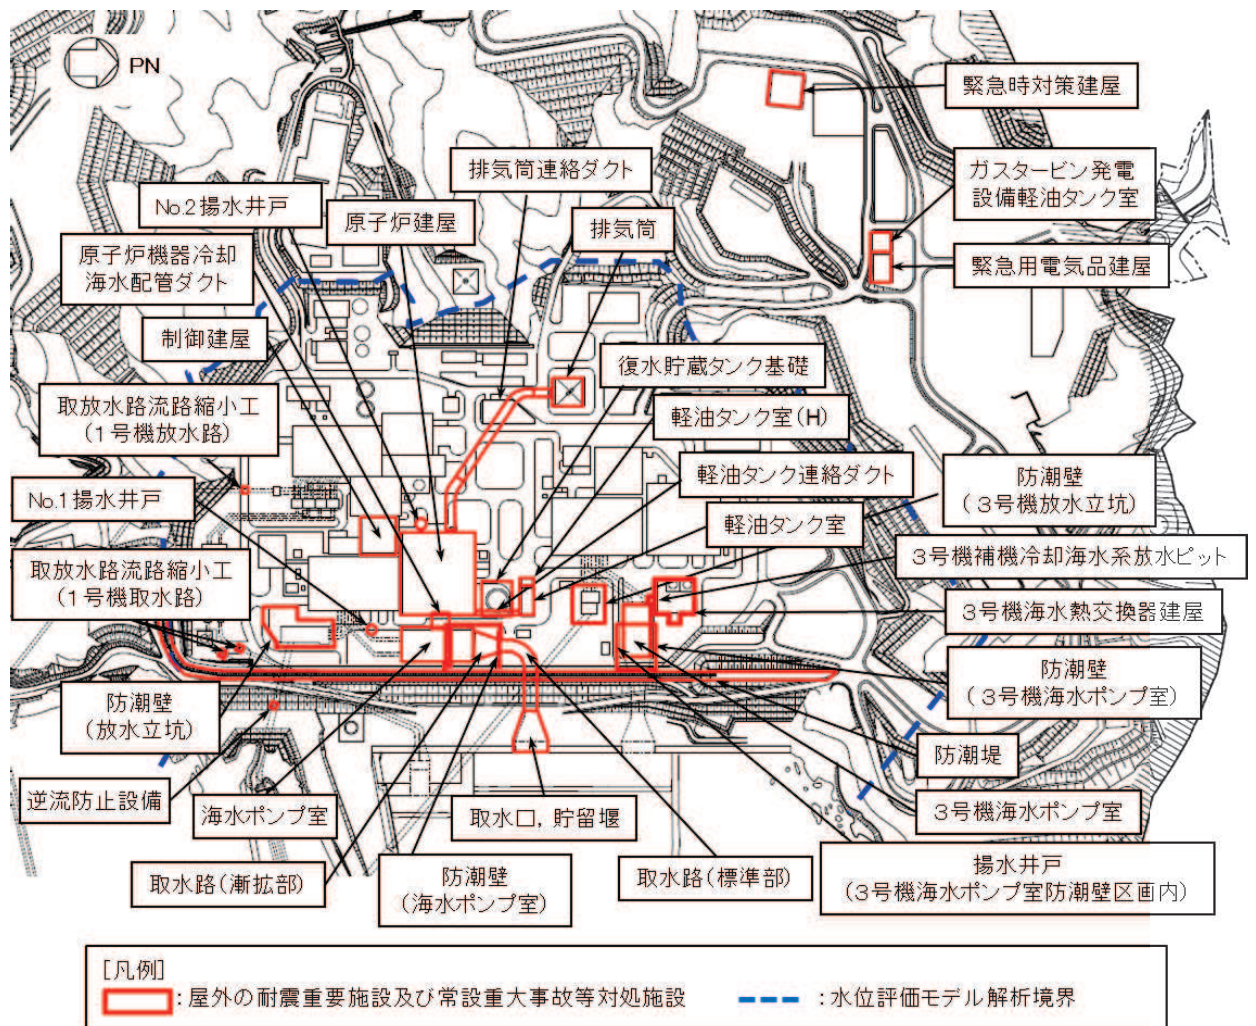 PN
緊急時対策建屋
排気筒連絡ダクト
ガスタービン発電
設備軽油タンク室
No.2揚水井戸
原子炉建屋
排気筒
原子炉機器冷却
海水配管ダクト
緊急用電気品建屋
制御建屋
復水貯蔵タンク基礎
取放水路流路縮小工
(1号機放水路)
軽油タンク室(H)
軽油タンク連絡ダクト
防潮壁
(3号機放水立坑)
No.1揚水井戸
軽油タンク室
3号機補機冷却海水系放水ピット
取放水路流路縮小工
(1号機取水路)
3号機海水熱交換器建屋
防潮壁
(放水立坑)
防潮壁
(3号機海水ポンプ室)
防潮堤
逆流防止設備
海水ポンプ室
取水口,貯留堰
3号機海水ポンプ室
取水路(漸拡部)
防潮壁
(海水ポンプ室)
取水路(標準部)
揚水井戸
(3号機海水ポンプ室防潮壁区画内)
[凡例]
:屋外の耐震重要施設及び常設重大事故等対処施設
:水位評価モデル解析境界